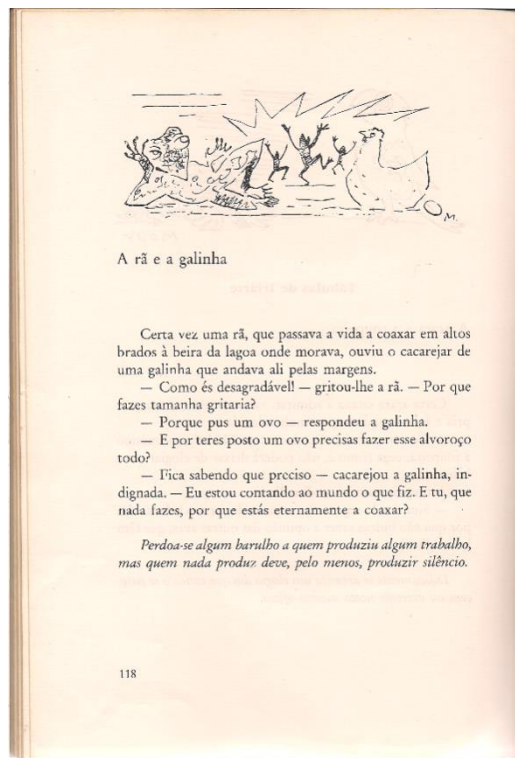 M.
A rã e a galinha
Certa vez uma rã, que passava a vida a coaxar em altos
brados à beira da lagoa onde morava, ouviu o cacarejar de
uma galinha que andava ali pelas margens.
— Como és desagradável! — gritou-lhe a rã. — Por que
fazes tamanha gritaria?
— Porque pus um ovo — respondeu a galinha.
— E por teres posto um ovo precisas fazer esse alvoroço
todo?
— Fica sabendo que preciso — cacarejou a galinha, in-
dignada. — Eu estou contando ao mundo o que fiz. E tu, que
nada fazes, por que estás eternamente a coaxar?
Perdoa-se algum barulho a quem produziu algum trabalho,
mas quem nada produz deve, pelo menos, produzir silêncio.
118